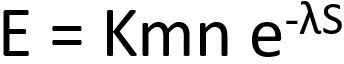 E = Kmn e^-λS